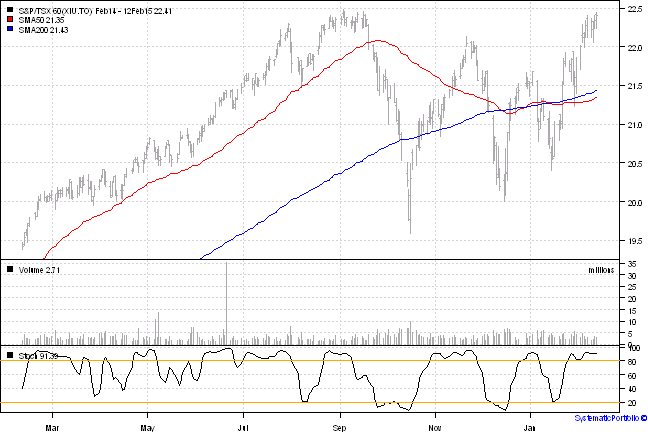 S&P/TSX 60(XIU.TO) Feb14 - 12Feb15 22.41
SMA50 21.35
SMA200 21.43
22.5
22.0
21.5
21.0
20.5
20.0
19.5
Volume 2.71
millions
35
30
25
20
15
10
5
0
Stoch 91.39
100
80
60
40
20
Mar May Jul Sep Nov Jan
SystematicPortfolio ©